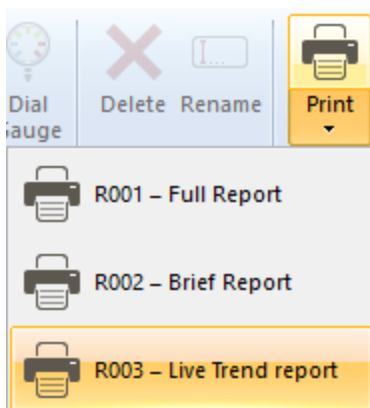 Dial
Gauge
Delete
Rename
Print
R001 – Full Report
R002 – Brief Report
R003 – Live Trend report